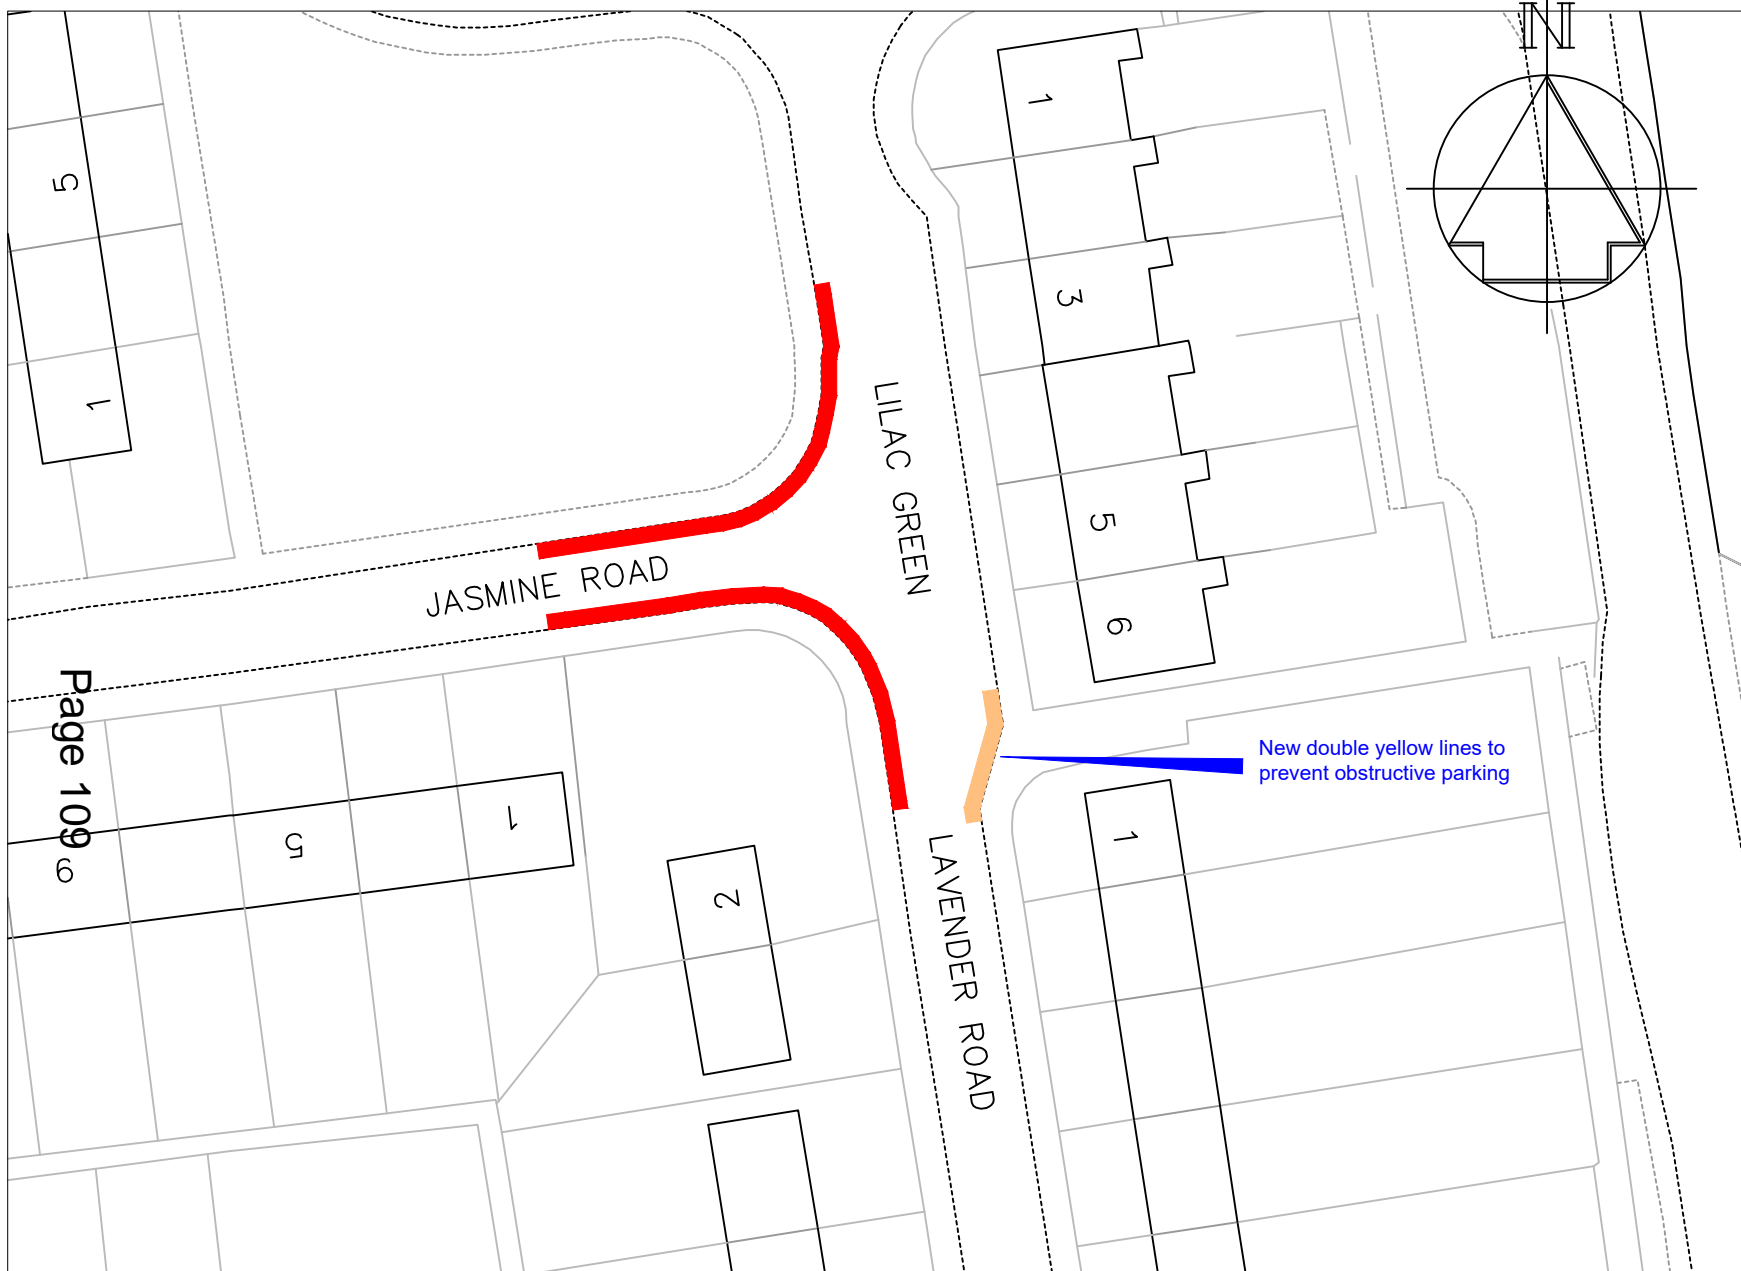 N
1
5
3
1
LILAC GREEN
5
JASMINE ROAD
6
Page 109
New double yellow lines to
prevent obstructive parking
1
5
1
9
2
LAVENDER ROAD